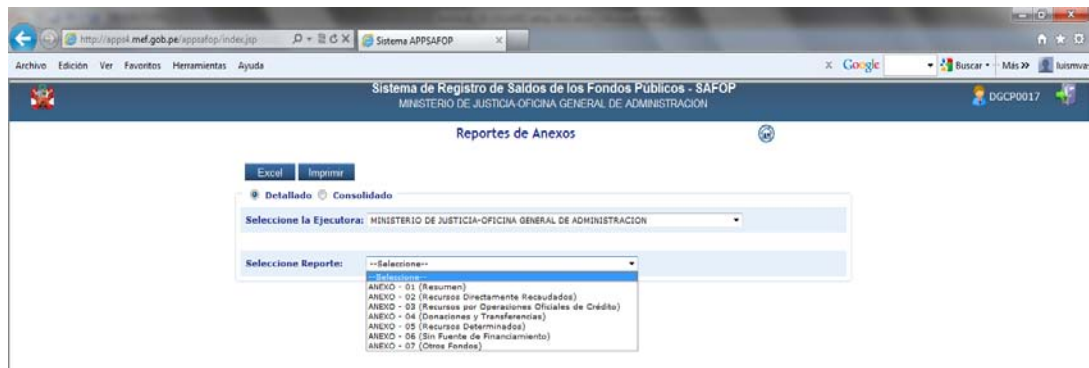 http://apps4.mef.gob.pe/appsafop/index.jsp
Sistema APPSAFOP
Archivo Edición Ver Favoritos Herramientas Ayuda
x Google
Buscar
Más >>
luismva
Sistema de Registro de Saldos de los Fondos Públicos - SAFOP
MINISTERIO DE JUSTICIA-OFICINA GENERAL DE ADMINISTRACION
DGCP0017
Reportes de Anexos
Excel Imprimir
Detallado Consolidado
Seleccione la Ejecutora: MINISTERIO DE JUSTICIA-OFICINA GENERAL DE ADMINISTRACION
Seleccione Reporte: --Seleccione--
--Seleccione--
ANEXO - 01 (Resumen)
ANEXO - 02 (Recursos Directamente Recaudados)
ANEXO - 03 (Recursos por Operaciones Oficiales de Crédito)
ANEXO - 04 (Donaciones y Transferencias)
ANEXO - 05 (Recursos Determinados)
ANEXO - 06 (Sin Fuente de Financiamiento)
ANEXO - 07 (Otros Fondos)